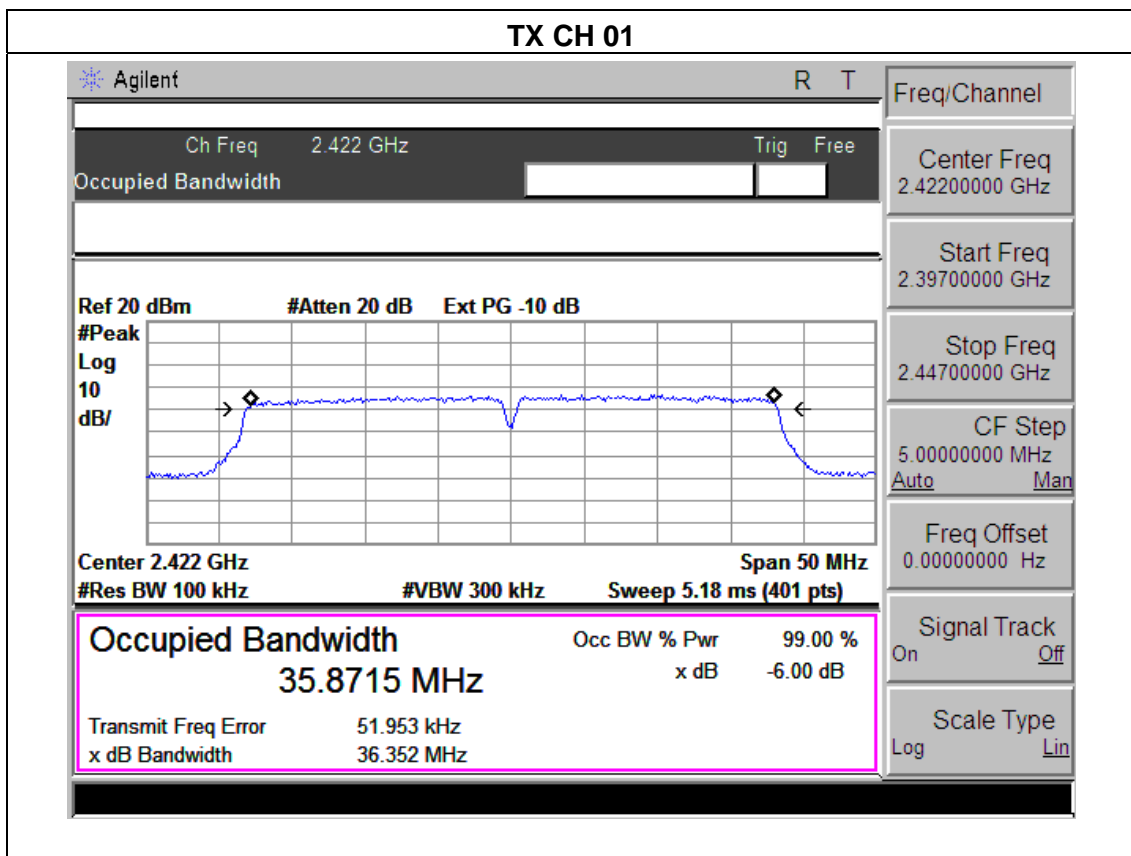 TX CH 01
Agilent R T
Freq/Channel
Ch Freq 2.422 GHz Trig Free
Occupied Bandwidth
Center Freq
2.42200000 GHz
Start Freq
2.39700000 GHz
Stop Freq
2.44700000 GHz
CF Step
5.00000000 MHz
Auto Man
Freq Offset
0.00000000 Hz
Signal Track
On Off
Scale Type
Log Lin
Ref 20 dBm #Atten 20 dB Ext PG -10 dB
#Peak
Log
10
dB/
Center 2.422 GHz Span 50 MHz
#Res BW 100 kHz #VBW 300 kHz Sweep 5.18 ms (401 pts)
Occupied Bandwidth
35.8715 MHz
Occ BW % Pwr 99.00 %
x dB -6.00 dB
Transmit Freq Error 51.953 kHz
x dB Bandwidth 36.352 MHz